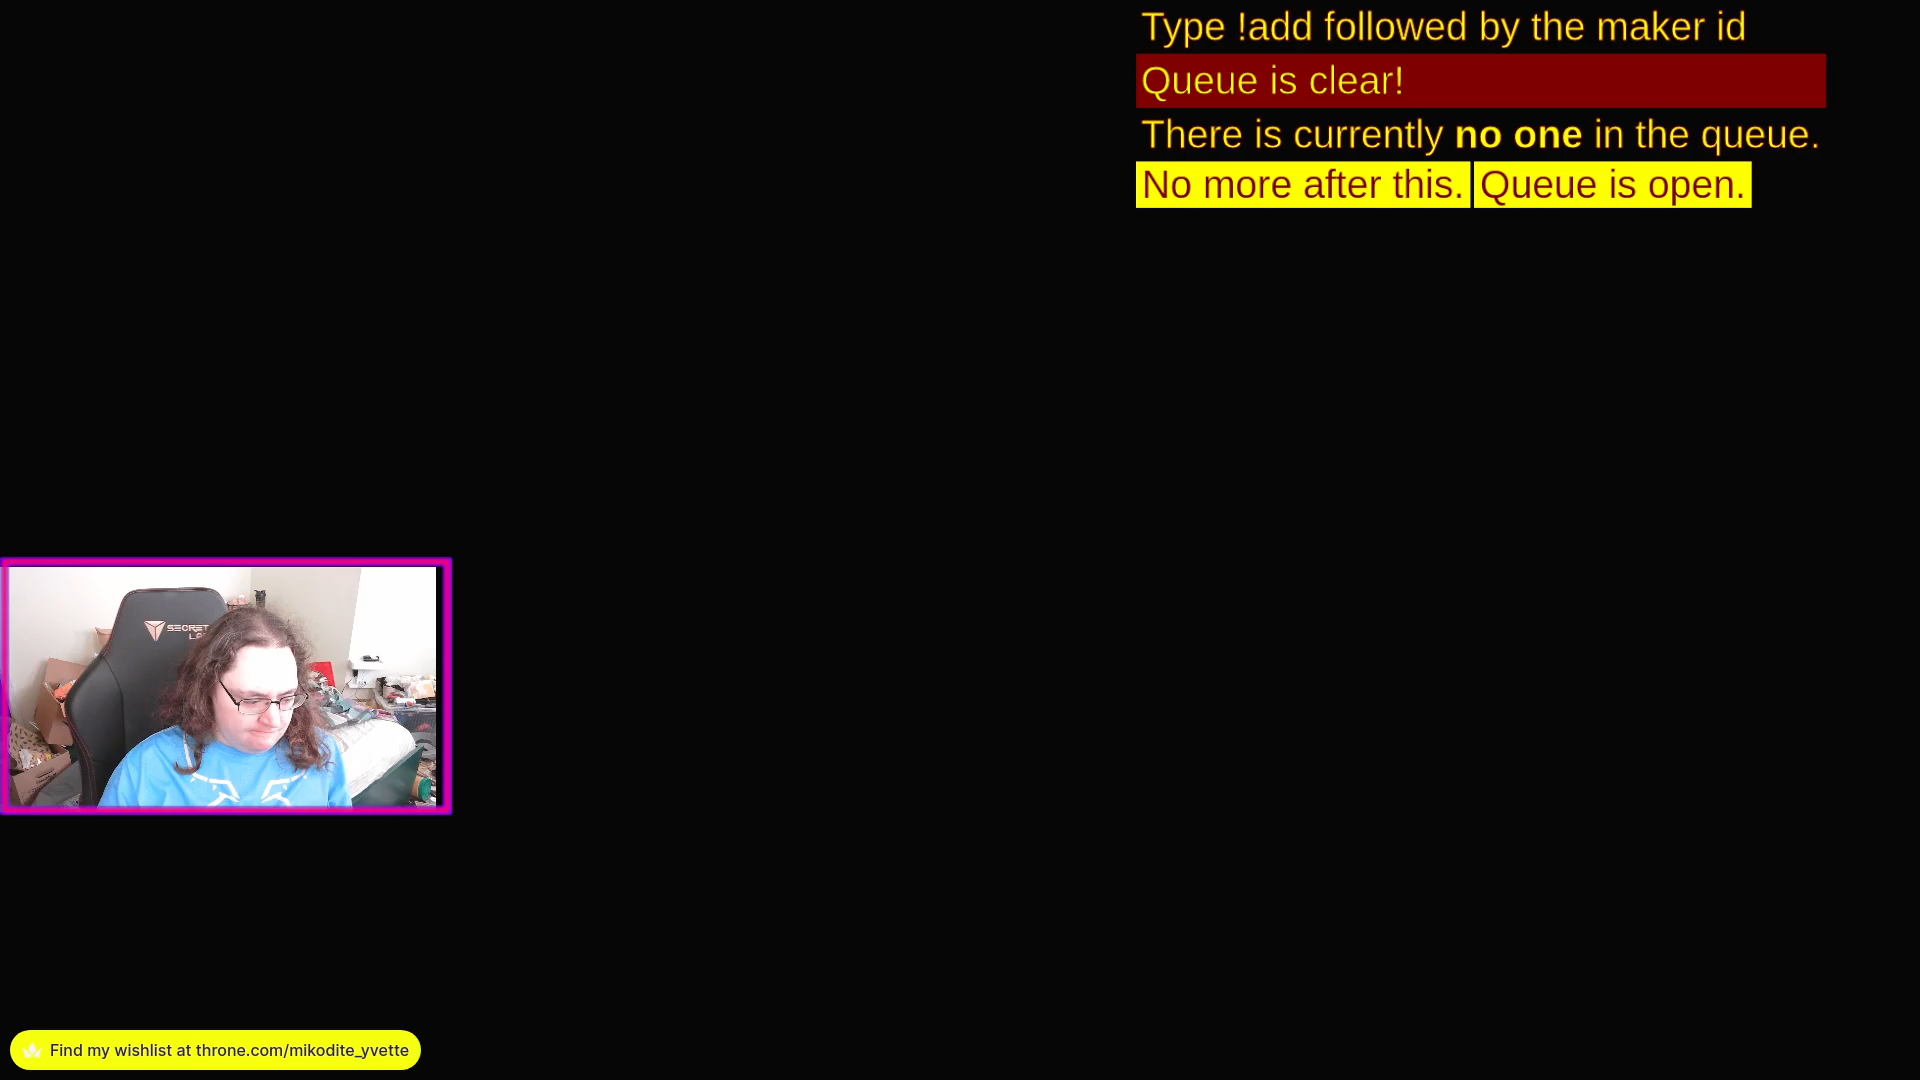 Type !add followed by the maker id
Queue is clear!
There is currently no one in the queue.
No more after this. Queue is open.
SECRET
Find my wishlist at throne.com/mikodite_yvette